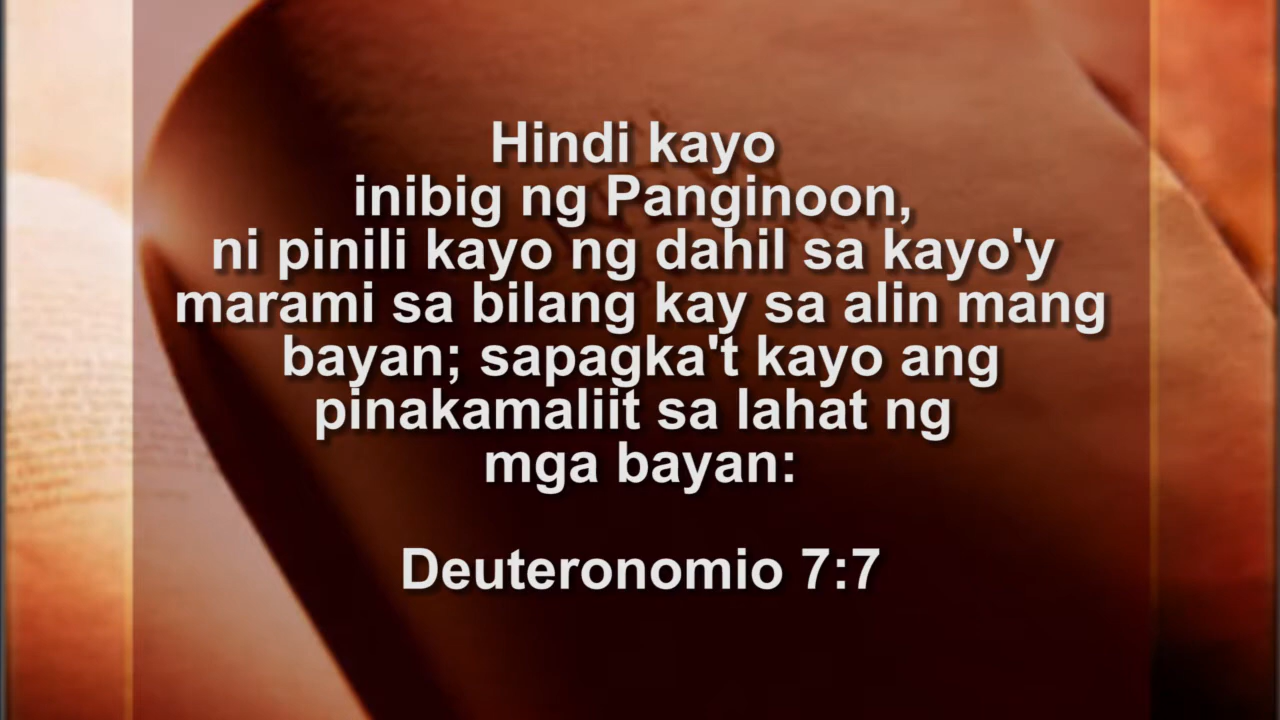 Hindi kayo
inibig ng Panginoon,
ni pinili kayo ng dahil sa kayo'y
marami sa bilang kay sa alin mang
bayan; sapagka't kayo ang
pinakamaliit sa lahat ng
mga bayan:
Deuteronomio 7:7